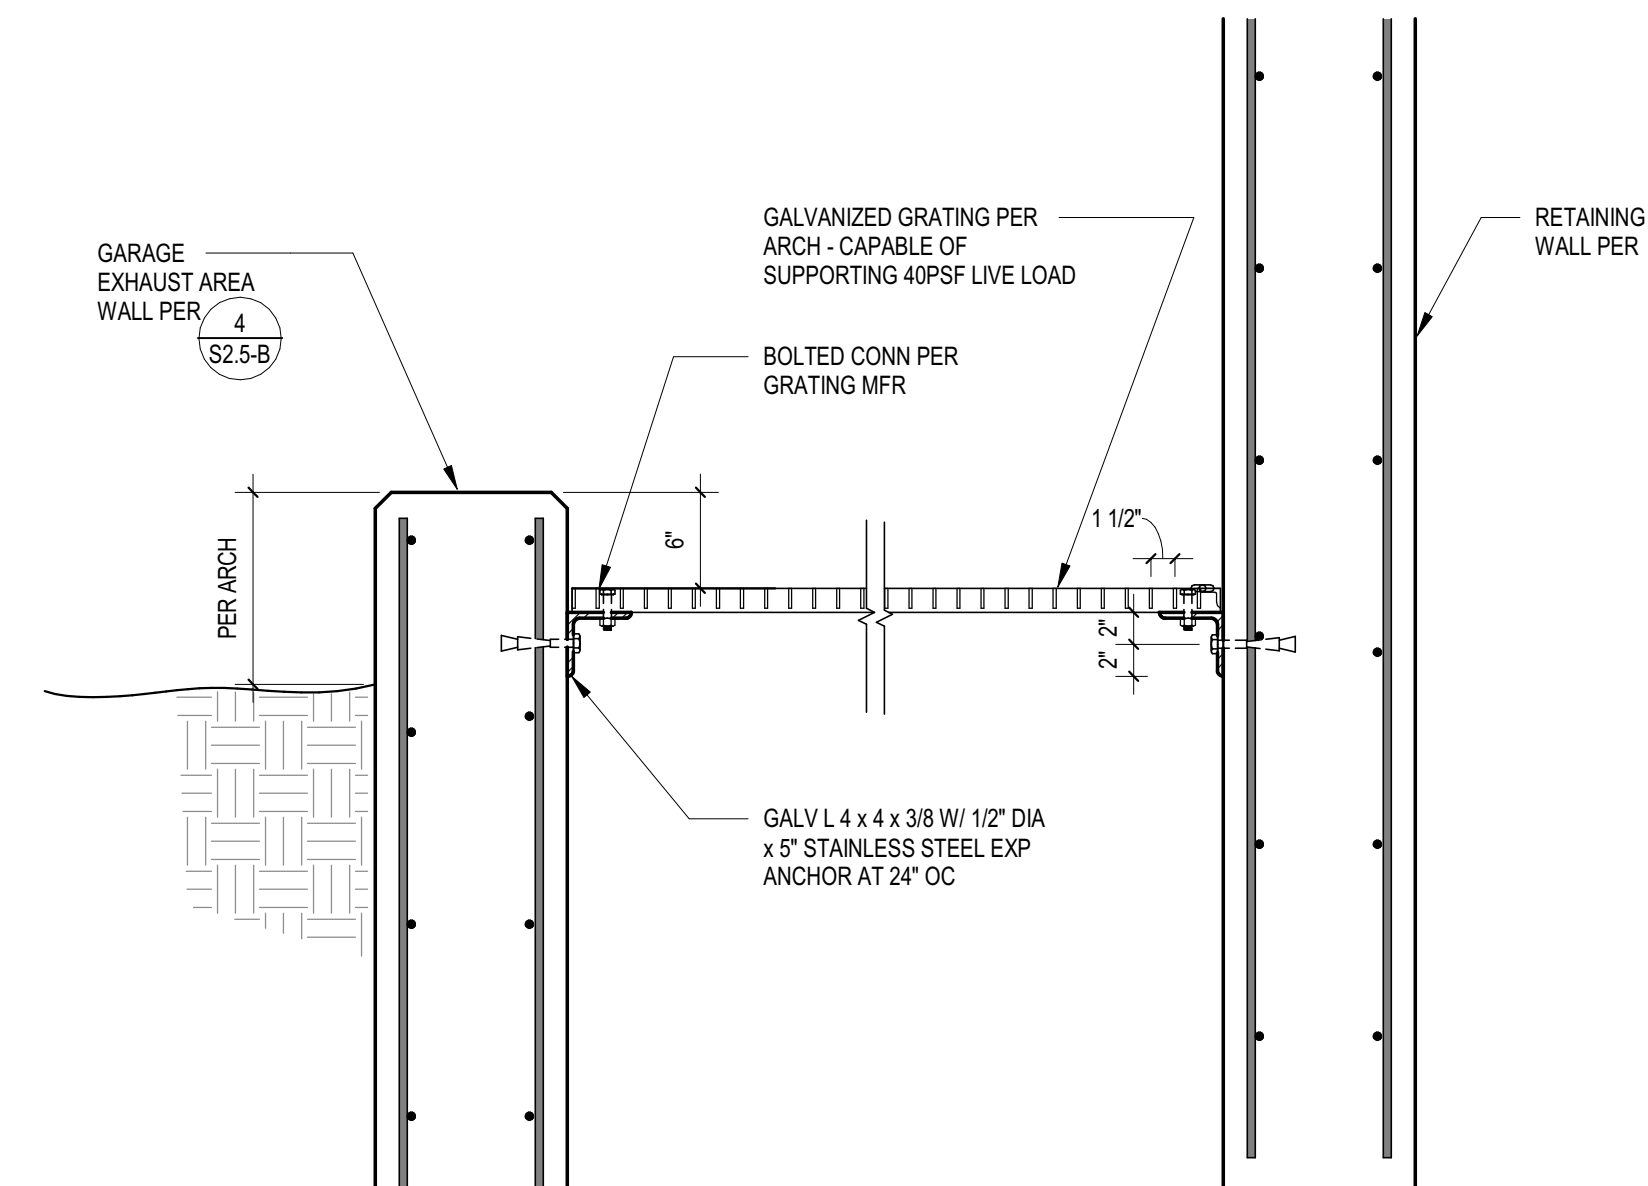 GALVANIZED GRATING PER
ARCH - CAPABLE OF
SUPPORTING 40PSF LIVE LOAD
RETAINING
WALL PER
GARAGE
EXHAUST AREA
WALL PER
4
S2.5-B
BOLTED CONN PER
GRATING MFR
PER ARCH
6"
1 1/2"
2"
2"
GALV L 4 x 4 x 3/8 W/ 1/2" DIA
x 5" STAINLESS STEEL EXP
ANCHOR AT 24" OC